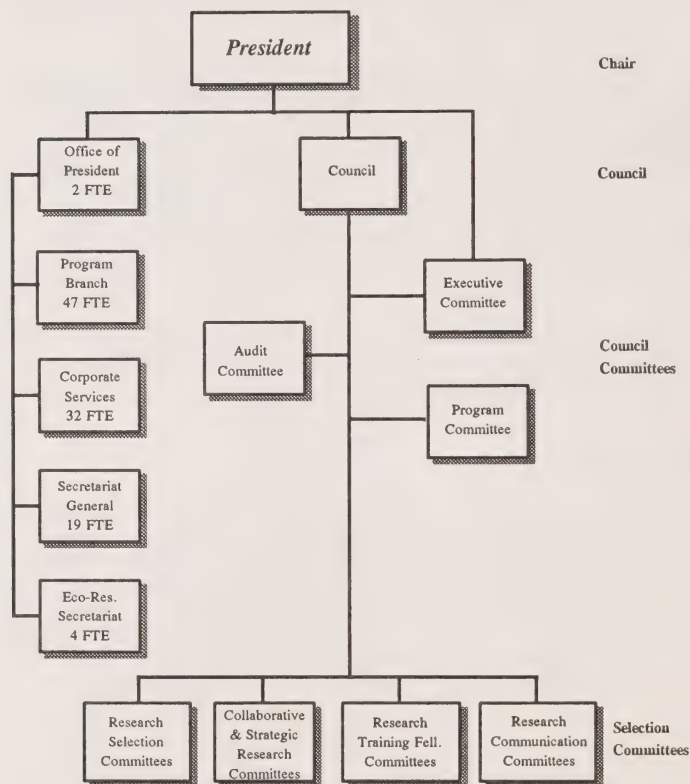 President
Chair
Office of
President
2 FTE
Council
Council
Program
Branch
47 FTE
Executive
Committee
Audit
Committee
Council
Committees
Corporate
Services
32 FTE
Program
Committee
Secretariat
General
19 FTE
Eco-Res.
Secretariat
4 FTE
Research
Selection
Committees
Collaborative
& Strategic
Research
Committees
Research
Training Fell.
Committees
Research
Communication
Committees
Selection
Committees